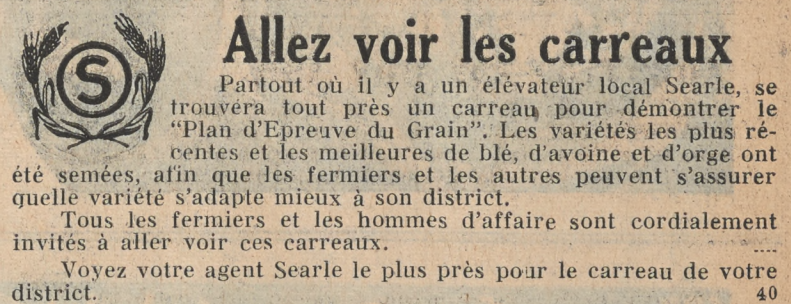 S
Allez voir les carreaux
Partout où il y a un élévateur local Searle, se
trouvera tout près un carreau pour démontrer le
"Plan d'Epreuve du Grain". Les variétés les plus ré-
centes et les meilleures de blé, d'avoine et d'orge ont
été semées, afin que les fermiers et les autres peuvent s'assurer
quelle variété s'adapte mieux à son district.
Tous les fermiers et les hommes d'affaire sont cordialement
invités à aller voir ces carreaux.
Voyez votre agent Searle le plus près pour le carreau de votre
district. 40